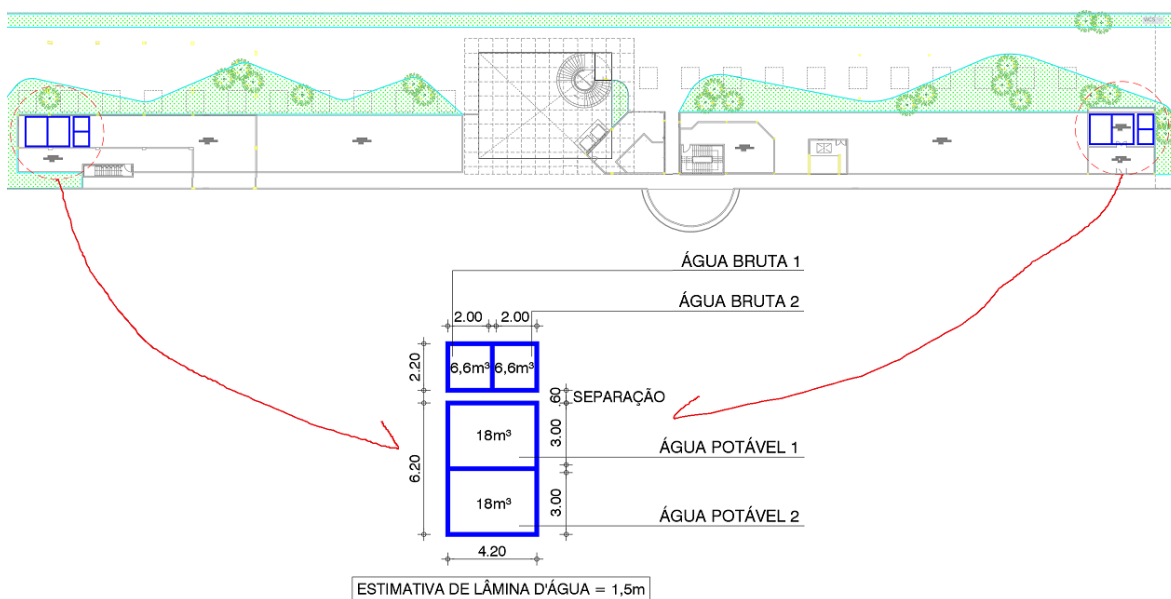 ÁGUA BRUTA 1
ÁGUA BRUTA 2
2.00
2.00
2.20
6,6m³
6,6m³
.60
SEPARAÇÃO
3.00
18m³
ÁGUA POTÁVEL 1
6.20
3.00
18m³
ÁGUA POTÁVEL 2
4.20
ESTIMATIVA DE LÂMINA D'ÁGUA = 1,5m